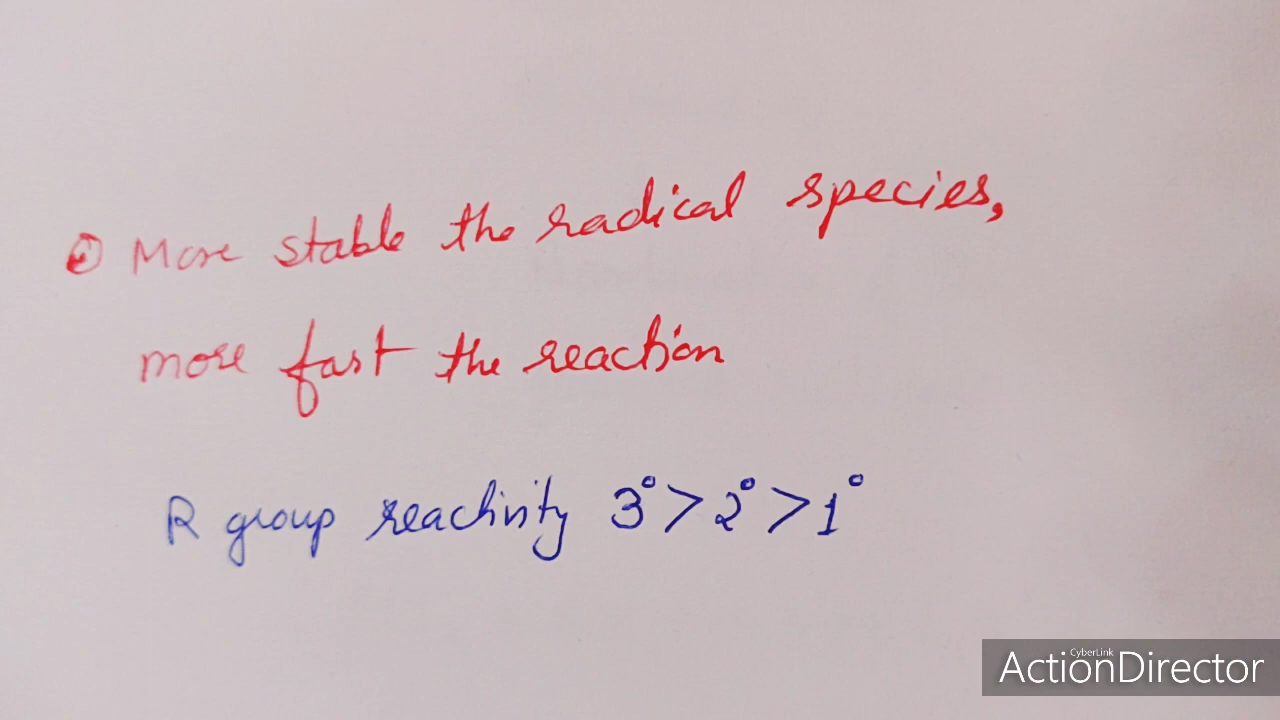 More stable the radical species,
more fast the reaction
R group reactivity 3°>2°>1°
CyberLink
ActionDirector